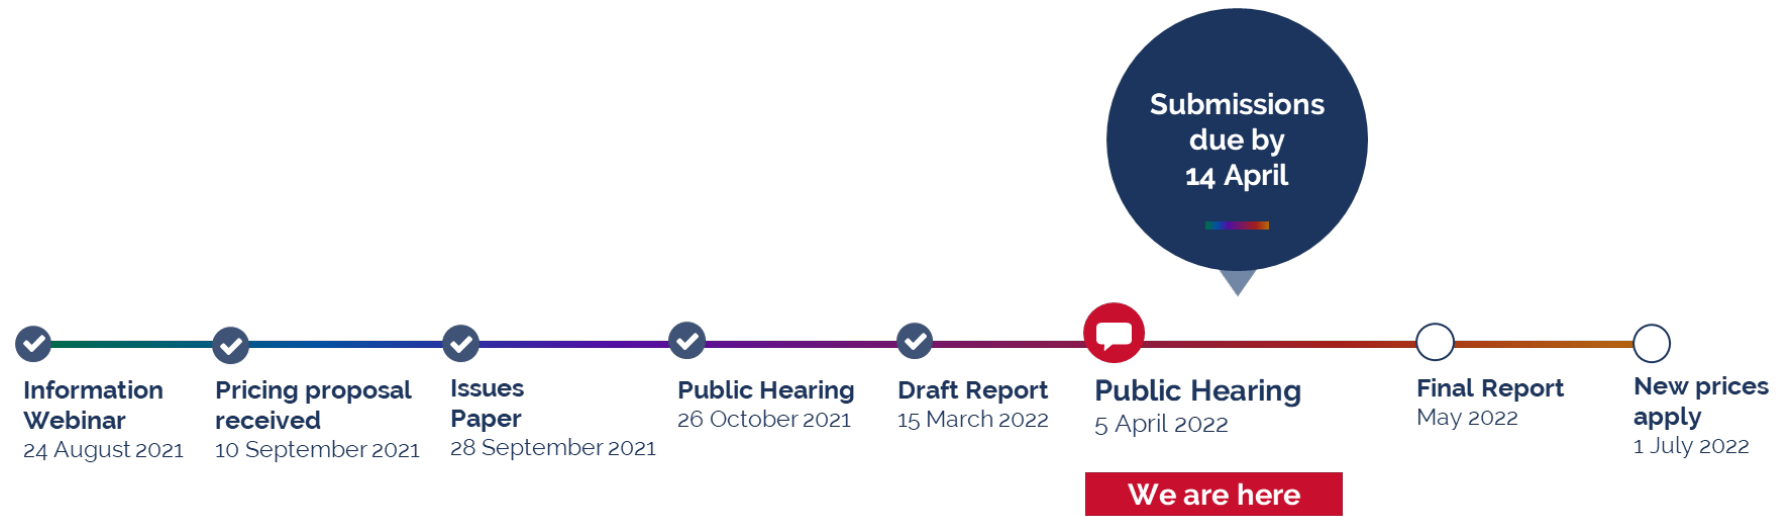 Submissions
due by
14 April
Information
Webinar
24 August 2021
Pricing proposal
received
10 September 2021
Issues
Paper
28 September 2021
Public Hearing
26 October 2021
Draft Report
15 March 2022
Public Hearing
5 April 2022
We are here
Final Report
May 2022
New prices
apply
1 July 2022